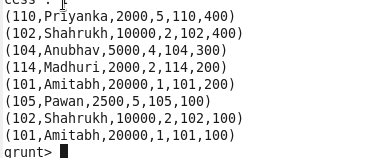 cess : 1
(110,Priyanka,2000,5,110,400)
(102,Shahrukh,10000,2,102,400)
(104,Anubhav,5000,4,104,300)
(114,Madhuri,2000,2,114,200)
(101,Amitabh,20000,1,101,200)
(105,Pawan,2500,5,105,100)
(102,Shahrukh,10000,2,102,100)
(101,Amitabh,20000,1,101,100)
grunt>